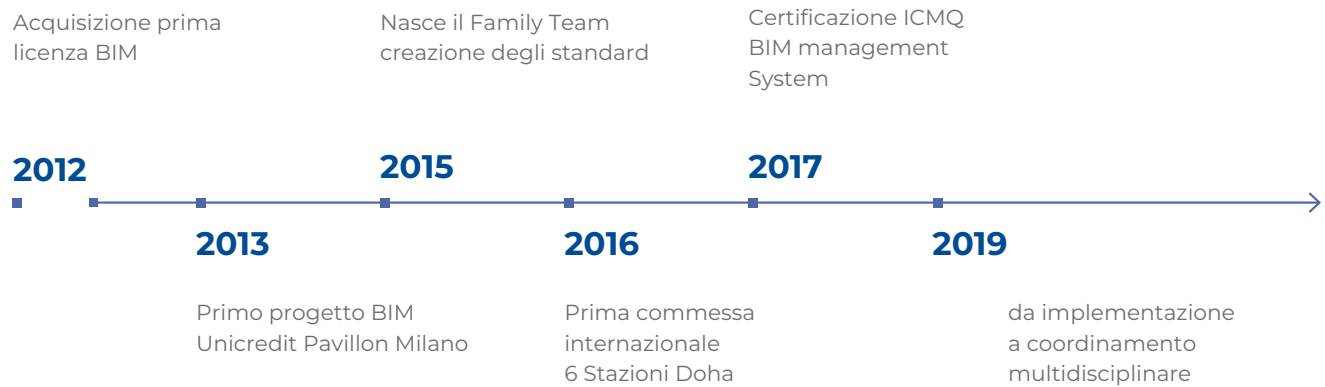 Acquisizione prima
licenza BIM
Nasce il Family Team
creazione degli standard
Certificazione ICMQ
BIM management
System
2012
2015
2017
2013
2016
2019
Primo progetto BIM
Unicredit Pavillon Milano
Prima commessa
internazionale
6 Stazioni Doha
da implementazione
a coordinamento
multidisciplinare